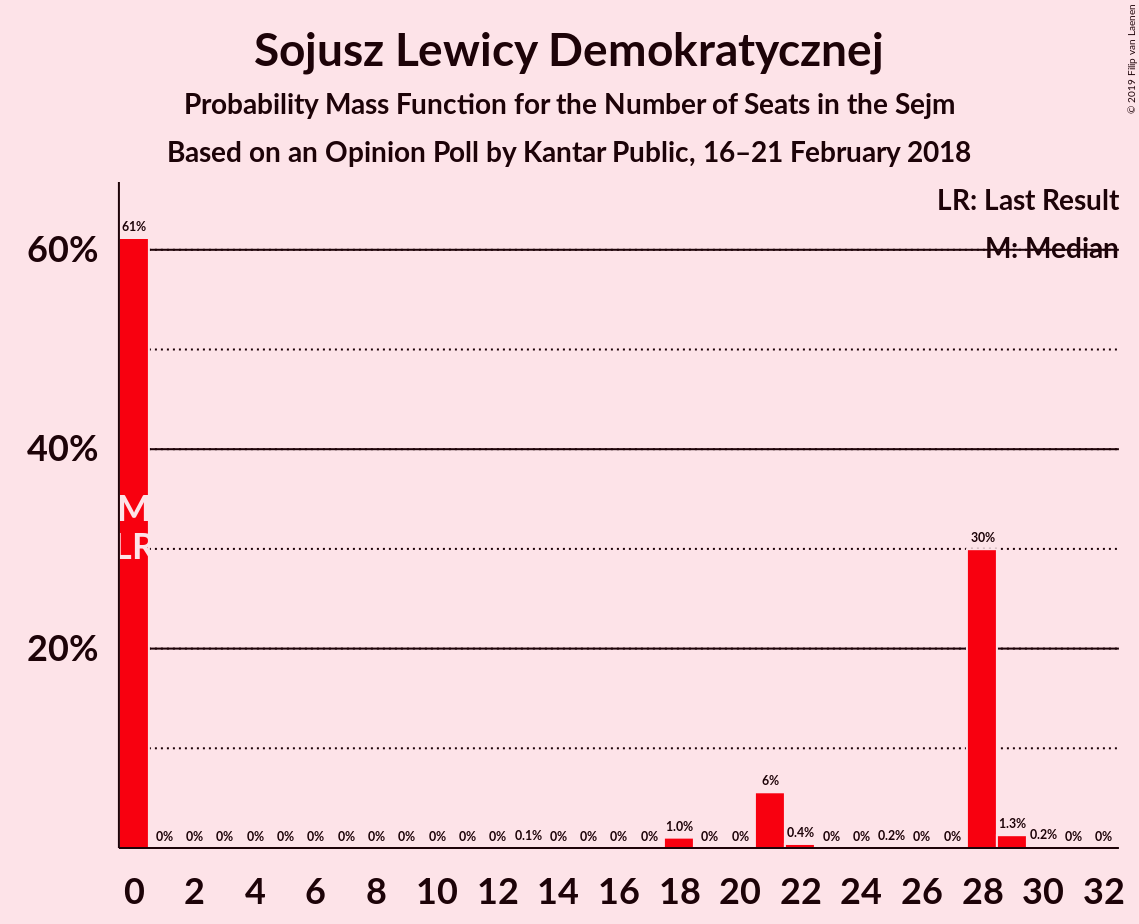 Sojusz Lewicy Demokratycznej
Probability Mass Function for the Number of Seats in the Sejm
Based on an Opinion Poll by Kantar Public, 16–21 February 2018
© 2019 Filip van Laenen
LR: Last Result
M: Median
60%
40%
20%
61%
M
LR
0% 0% 0% 0% 0% 0% 0% 0% 0% 0% 0% 0% 0.1% 0% 0% 0% 0% 1.0% 0% 0% 6% 0.4% 0% 0% 0.2% 0% 0% 30% 1.3% 0.2% 0% 0%
0 2 4 6 8 10 12 14 16 18 20 22 24 26 28 30 32